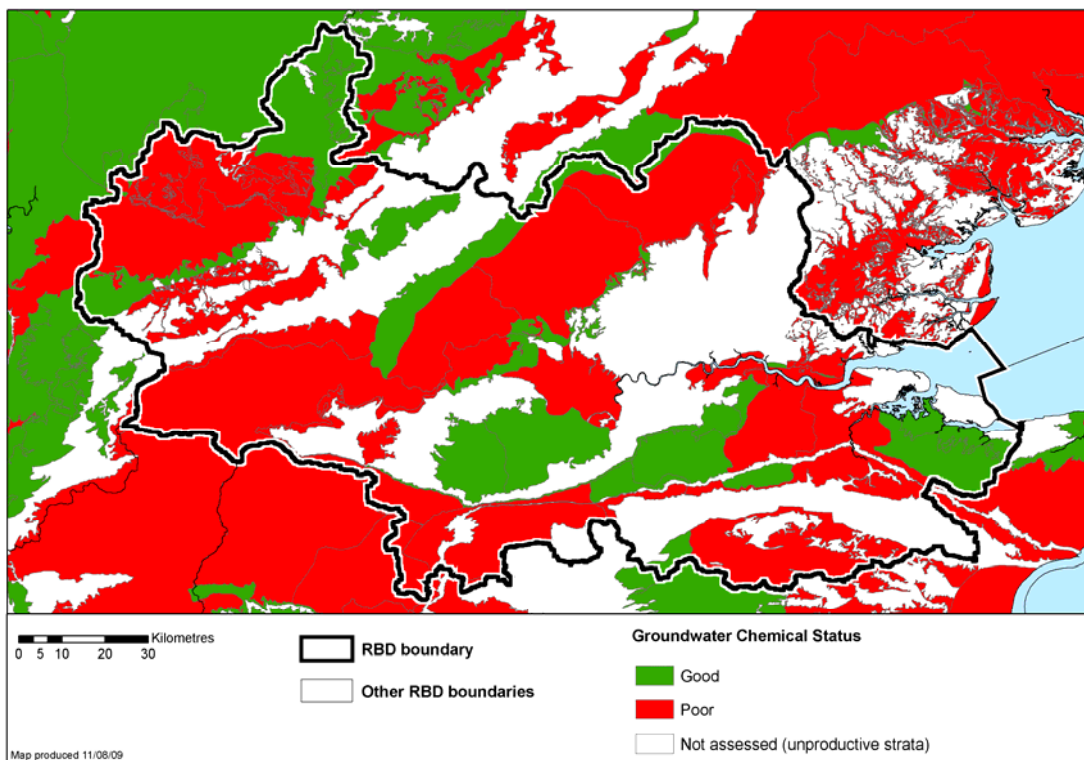 Kilometres
0 5 10 20 30
RBD boundary
Other RBD boundaries
Groundwater Chemical Status
Good
Poor
Not assessed (unproductive strata)
Map produced 11/08/09